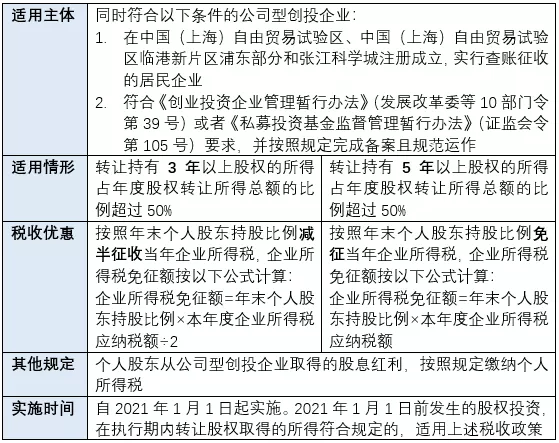 适用主体
同时符合以下条件的公司型创投企业：
1. 在中国（上海）自由贸易试验区、中国（上海）自由贸易试验
区临港新片区浦东部分和张江科学城注册成立，实行查账征收
的居民企业
2. 符合《创业投资企业管理暂行办法》（发展改革委等 10 部门令
第 39 号）或者《私募投资基金监督管理暂行办法》（证监会令
第 105 号）要求，并按照规定完成备案且规范运作
适用情形
转让持有 3 年以上股权的所得
占年度股权转让所得总额的比
例超过 50%
转让持有 5 年以上股权的所得
占年度股权转让所得总额的比
例超过 50%
税收优惠
按照年末个人股东持股比例减
半征收当年企业所得税，企业所
得税免征额按以下公式计算：
企业所得税免征额=年末个人股
东持股比例×本年度企业所得税
应纳税额÷2
按照年末个人股东持股比例免
征当年企业所得税，企业所得税
免征额按以下公式计算：
企业所得税免征额=年末个人股
东持股比例×本年度企业所得税
应纳税额
其他规定
个人股东从公司型创投企业取得的股息红利，按照规定缴纳个人
所得税
实施时间
自 2021 年 1 月 1 日起实施。2021 年 1 月 1 日前发生的股权投资，
在执行期内转让股权取得的所得符合规定的，适用上述税收政策